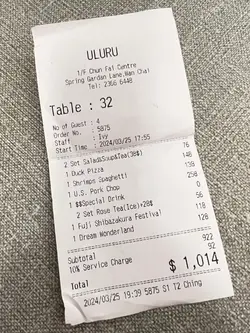 ULURU
1/F Chun Fai Centre
Spring Gardan Lane,Wan Chai
Tel: 2366 6448
Table : 32
No of Guest : 4
Order No. : 5875
Staff : Ivy
Start Time : 2024/03/25 17:55
2 Set Salad&Soup&Tea(38$) 76
1 Duck Pizza 148
1 Shrimps Spaghetti 139
1 U.S. Pork Chop 258
1 $$Special Drink 0
2 Set Rose Tea(Ice)+28$ 56
1 Fuji Shibazakura Festival 118
1 Dream Wonderland 128
Subtotal 922
10% Service Charge 92
Total $ 1,014
2024/03/25 19:39 5875 S1 T2 Ching